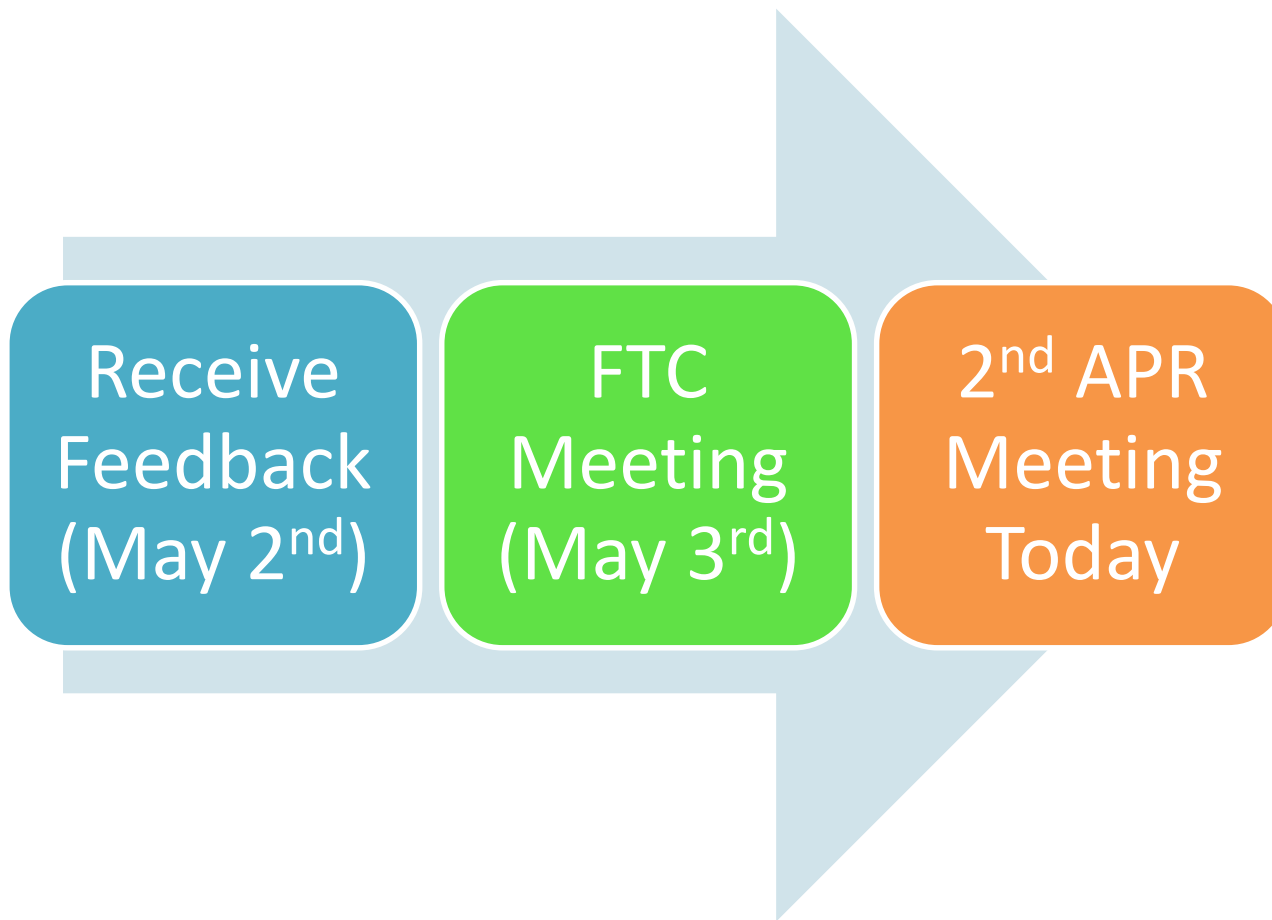 Receive
Feedback
(May 2nd)
FTC
Meeting
(May 3rd)
2nd APR
Meeting
Today